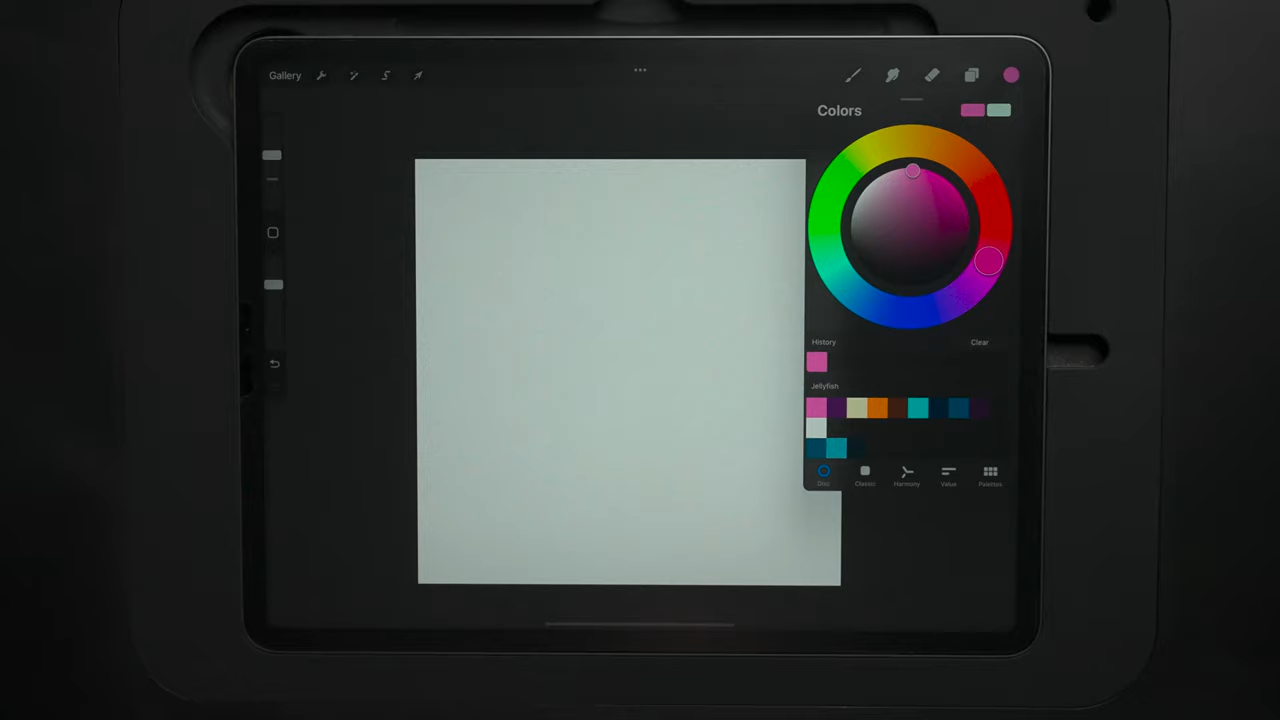 Gallery
Colors
History
Clear
Jellyfish
Disc
Classic
Harmony
Value
Palettes